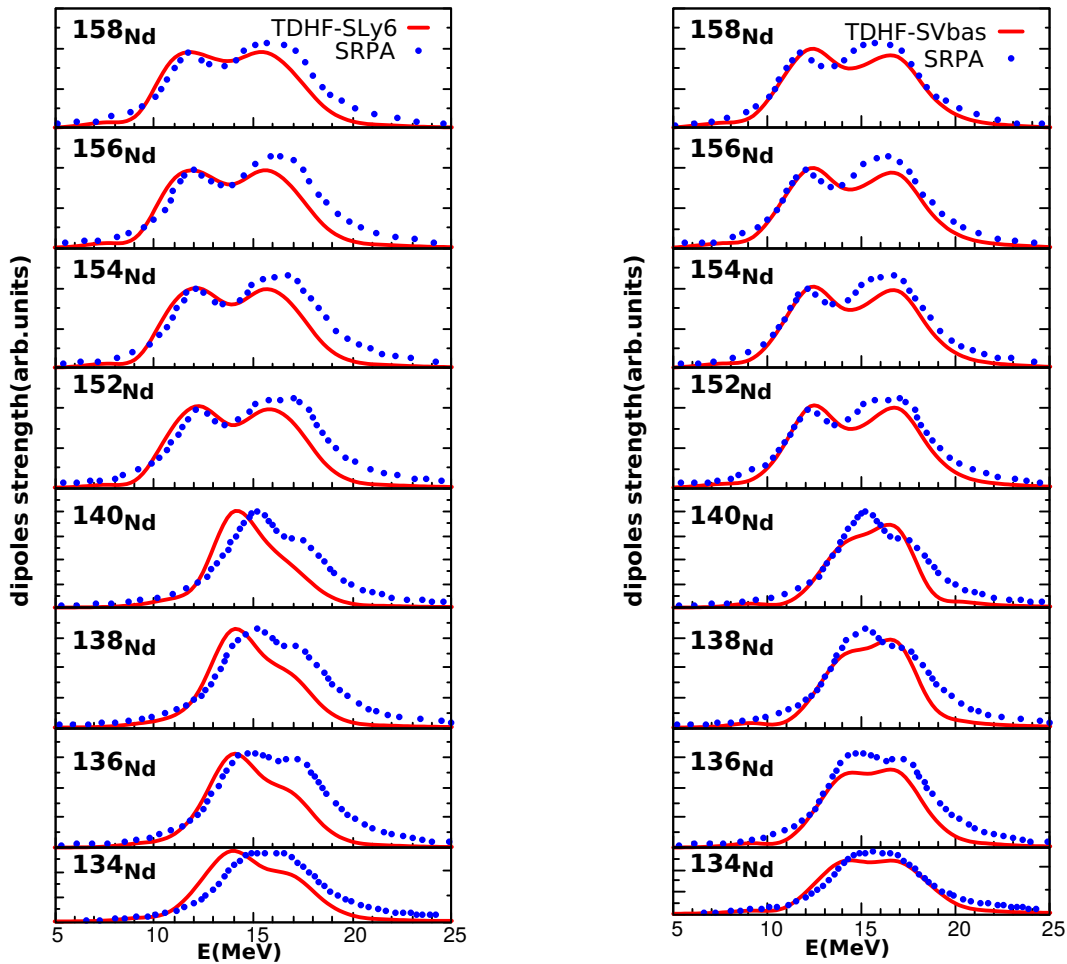 dipoles strength(arb.units)
158Nd
TDHF-SLy6
SRPA
156Nd
154Nd
152Nd
140Nd
138Nd
136Nd
134Nd
5 10 15 20 25
E(MeV)
dipoles strength(arb.units)
158Nd
TDHF-SVbas
SRPA
156Nd
154Nd
152Nd
140Nd
138Nd
136Nd
134Nd
5 10 15 20 25
E(MeV)